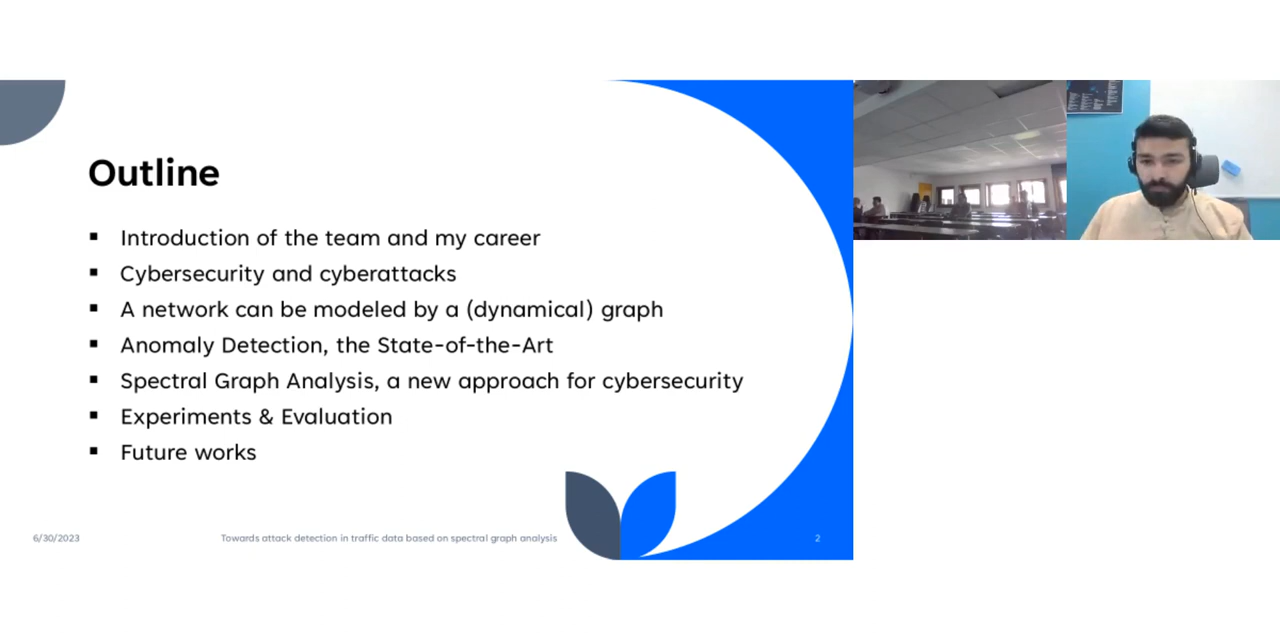 Outline
Introduction of the team and my career
Cybersecurity and cyberattacks
A network can be modeled by a (dynamical) graph
Anomaly Detection, the State-of-the-Art
Spectral Graph Analysis, a new approach for cybersecurity
Experiments & Evaluation
Future works
6/30/2023
Towards attack detection in traffic data based on spectral graph analysis
2